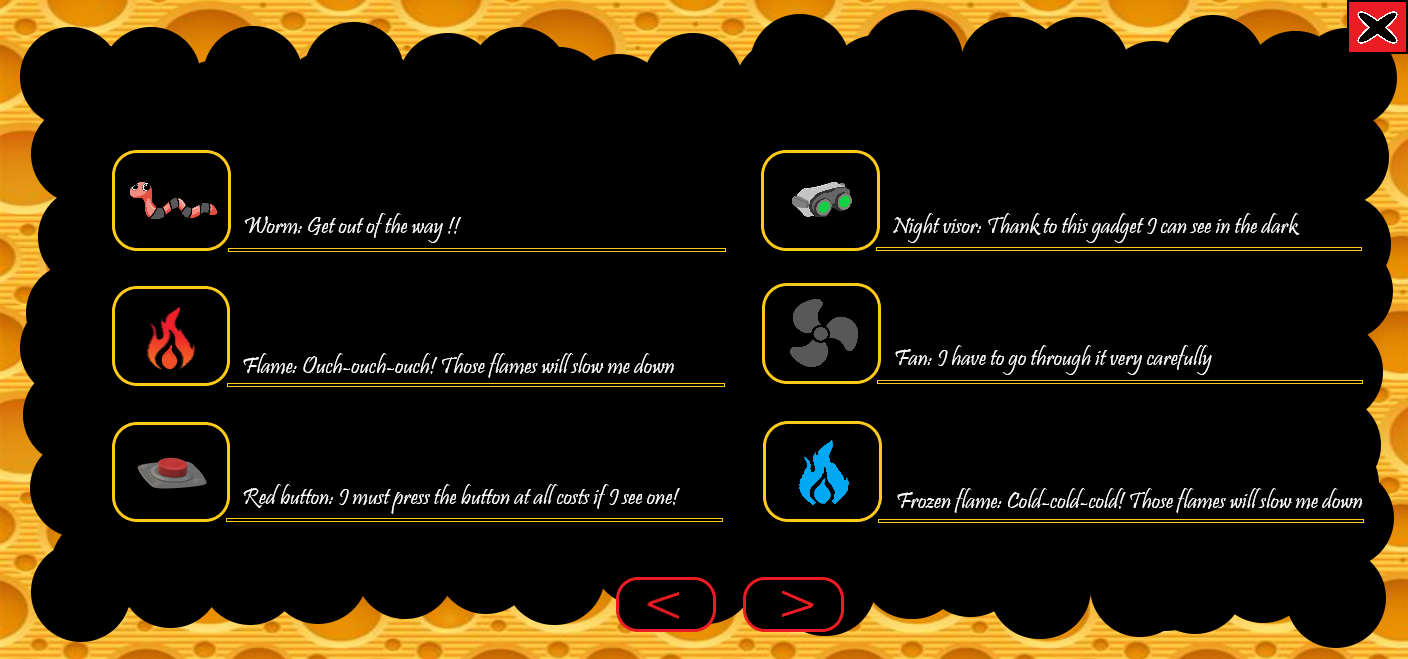 Worm: Get out of the way !!
Night visor: Thank to this gadget I can see in the dark
Flame: Ouch-ouch-ouch! Those flames will slow me down
Fan: I have to go through it very carefully
Red button: I must press the button at all costs if I see one!
Frozen flame: Cold-cold-cold! Those flames will slow me down
< >